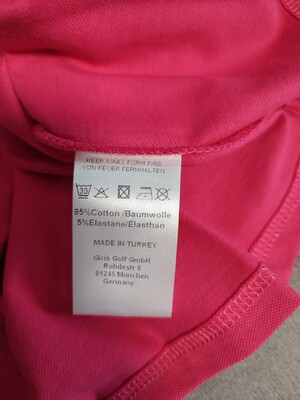 KEEP AWAY FORM FIRE
VON FEUER FERNHALTEN
30
95%Cotton/Baumwolle
5%Elastane/Elasthan
MADE IN TURKEY
Girls Golf GmbH
Rohdestr 8
81245 München
Germany